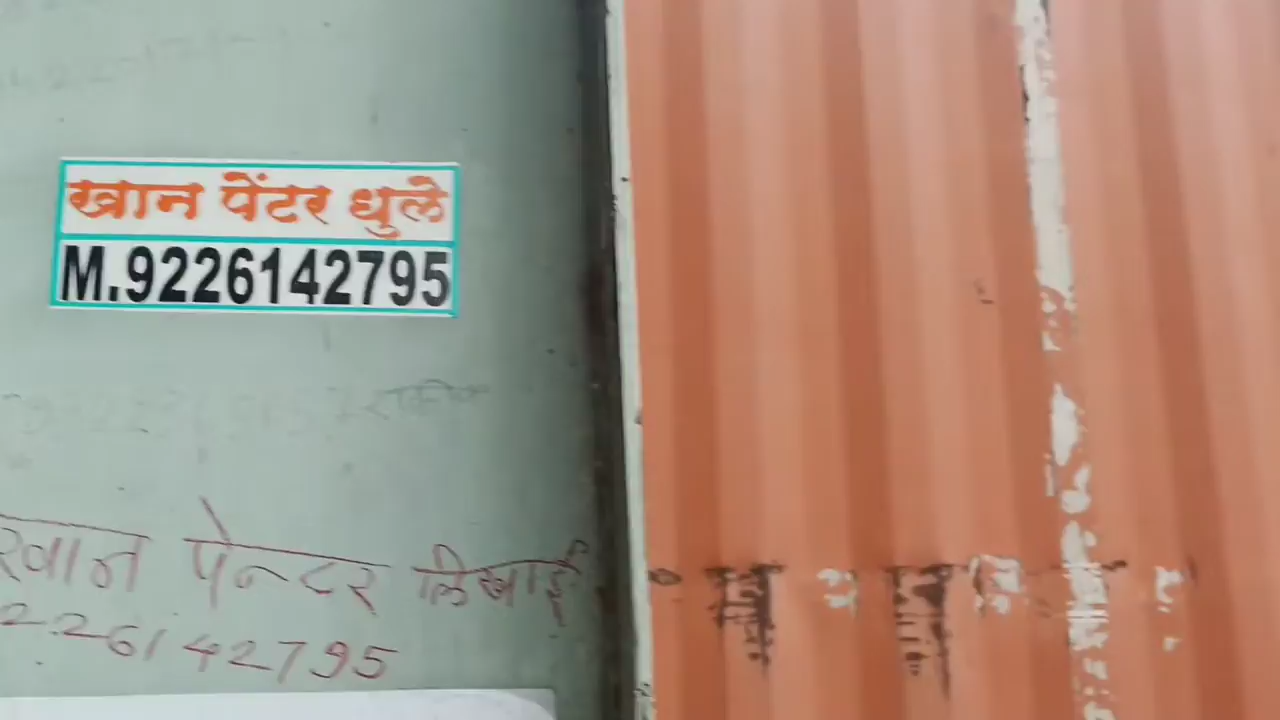 खान पेंटर धुले
M.9226142795
खान पेन्टर लिखाई
226142795